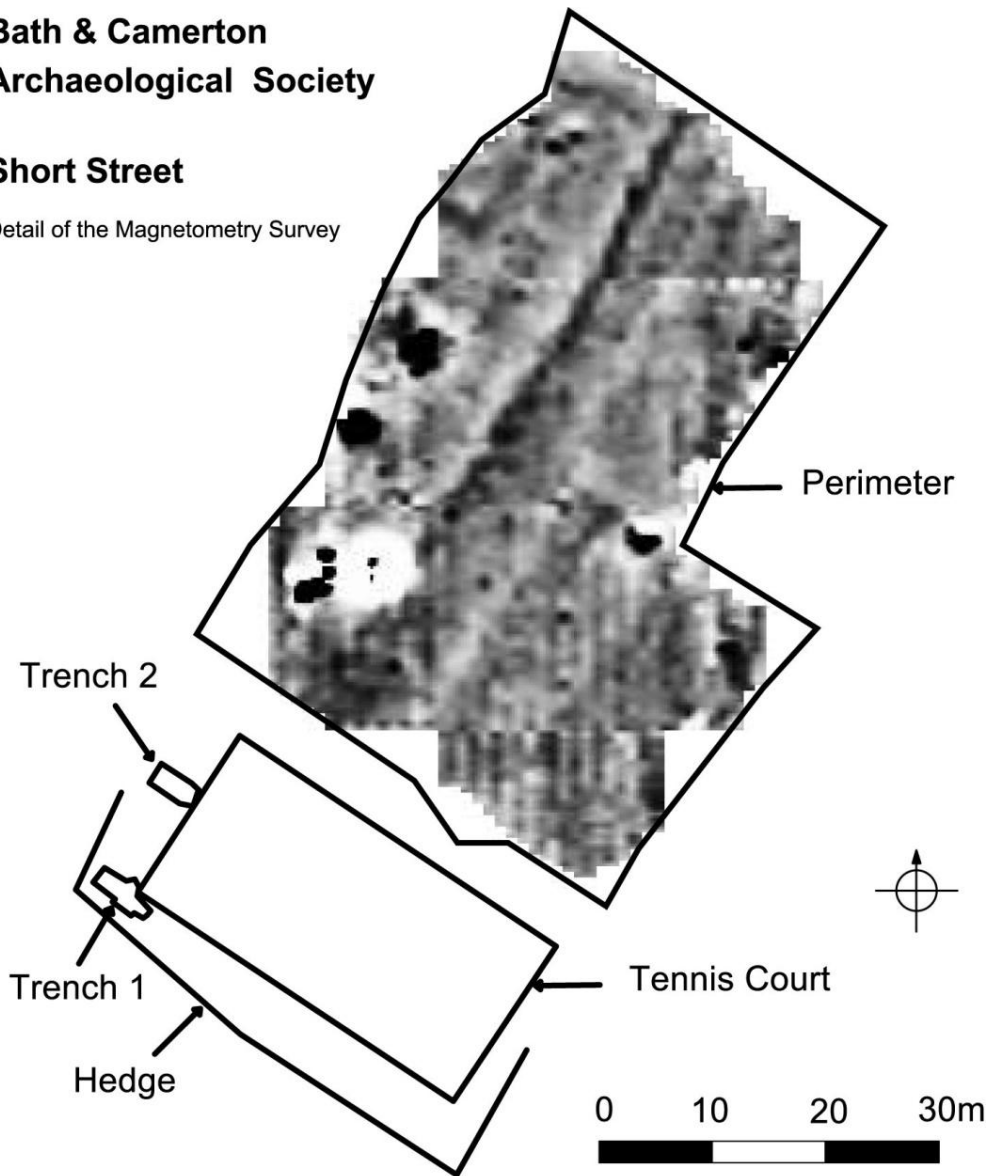 Bath & Camerton
Archaeological Society
Short Street
Detail of the Magnetometry Survey
Perimeter
Trench 2
Trench 1
Tennis Court
Hedge
0 10 20 30m